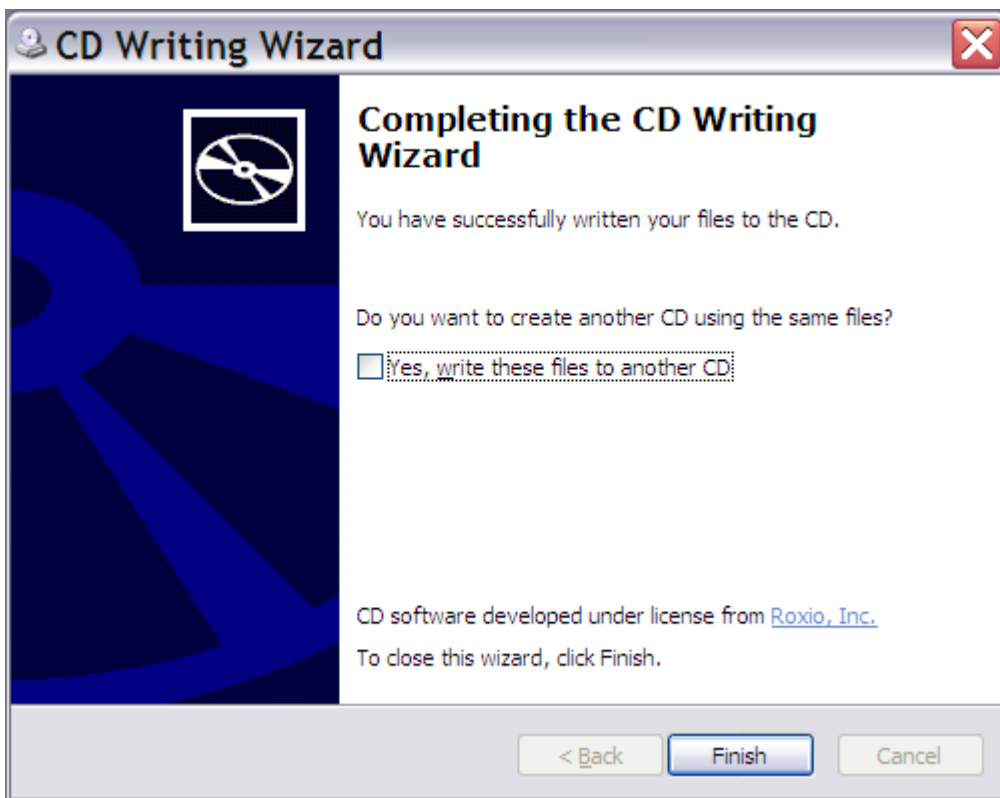 CD Writing Wizard
Completing the CD Writing
Wizard
You have successfully written your files to the CD.
Do you want to create another CD using the same files?
Yes, write these files to another CD
CD software developed under license from Roxio, Inc.
To close this wizard, click Finish.
< Back Finish Cancel